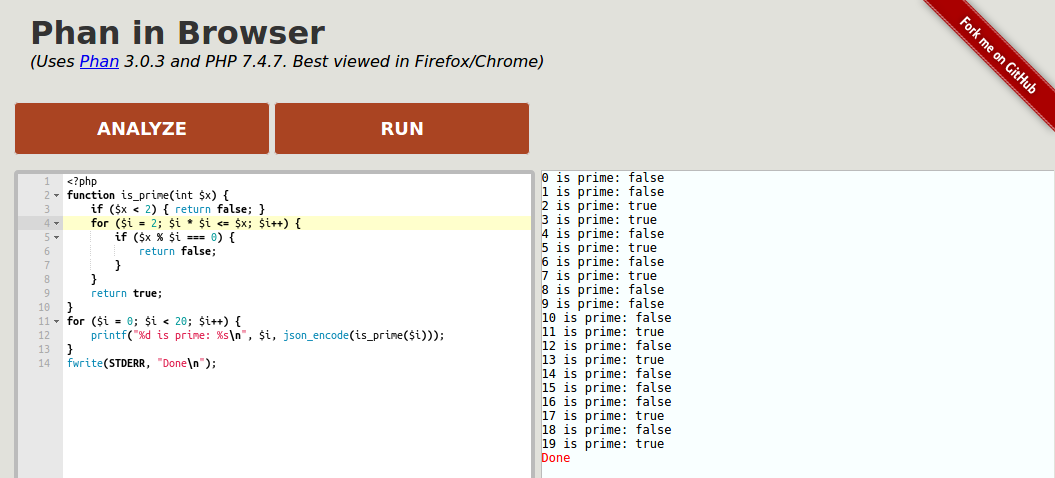 Phan in Browser
(Uses Phan 3.0.3 and PHP 7.4.7. Best viewed in Firefox/Chrome)
Fork me on GitHub
ANALYZE
RUN
1 <?php
2 function is_prime(int $x) {
3     if ($x < 2) { return false; }
4     for ($i = 2; $i * $i <= $x; $i++) {
5         if ($x % $i === 0) {
6             return false;
7         }
8     }
9     return true;
10 }
11 for ($i = 0; $i < 20; $i++) {
12     printf("%d is prime: %s\n", $i, json_encode(is_prime($i)));
13 }
14 fwrite(STDERR, "Done\n");
0 is prime: false
1 is prime: false
2 is prime: true
3 is prime: true
4 is prime: false
5 is prime: true
6 is prime: false
7 is prime: true
8 is prime: false
9 is prime: false
10 is prime: false
11 is prime: true
12 is prime: false
13 is prime: true
14 is prime: false
15 is prime: false
16 is prime: false
17 is prime: true
18 is prime: false
19 is prime: true
Done